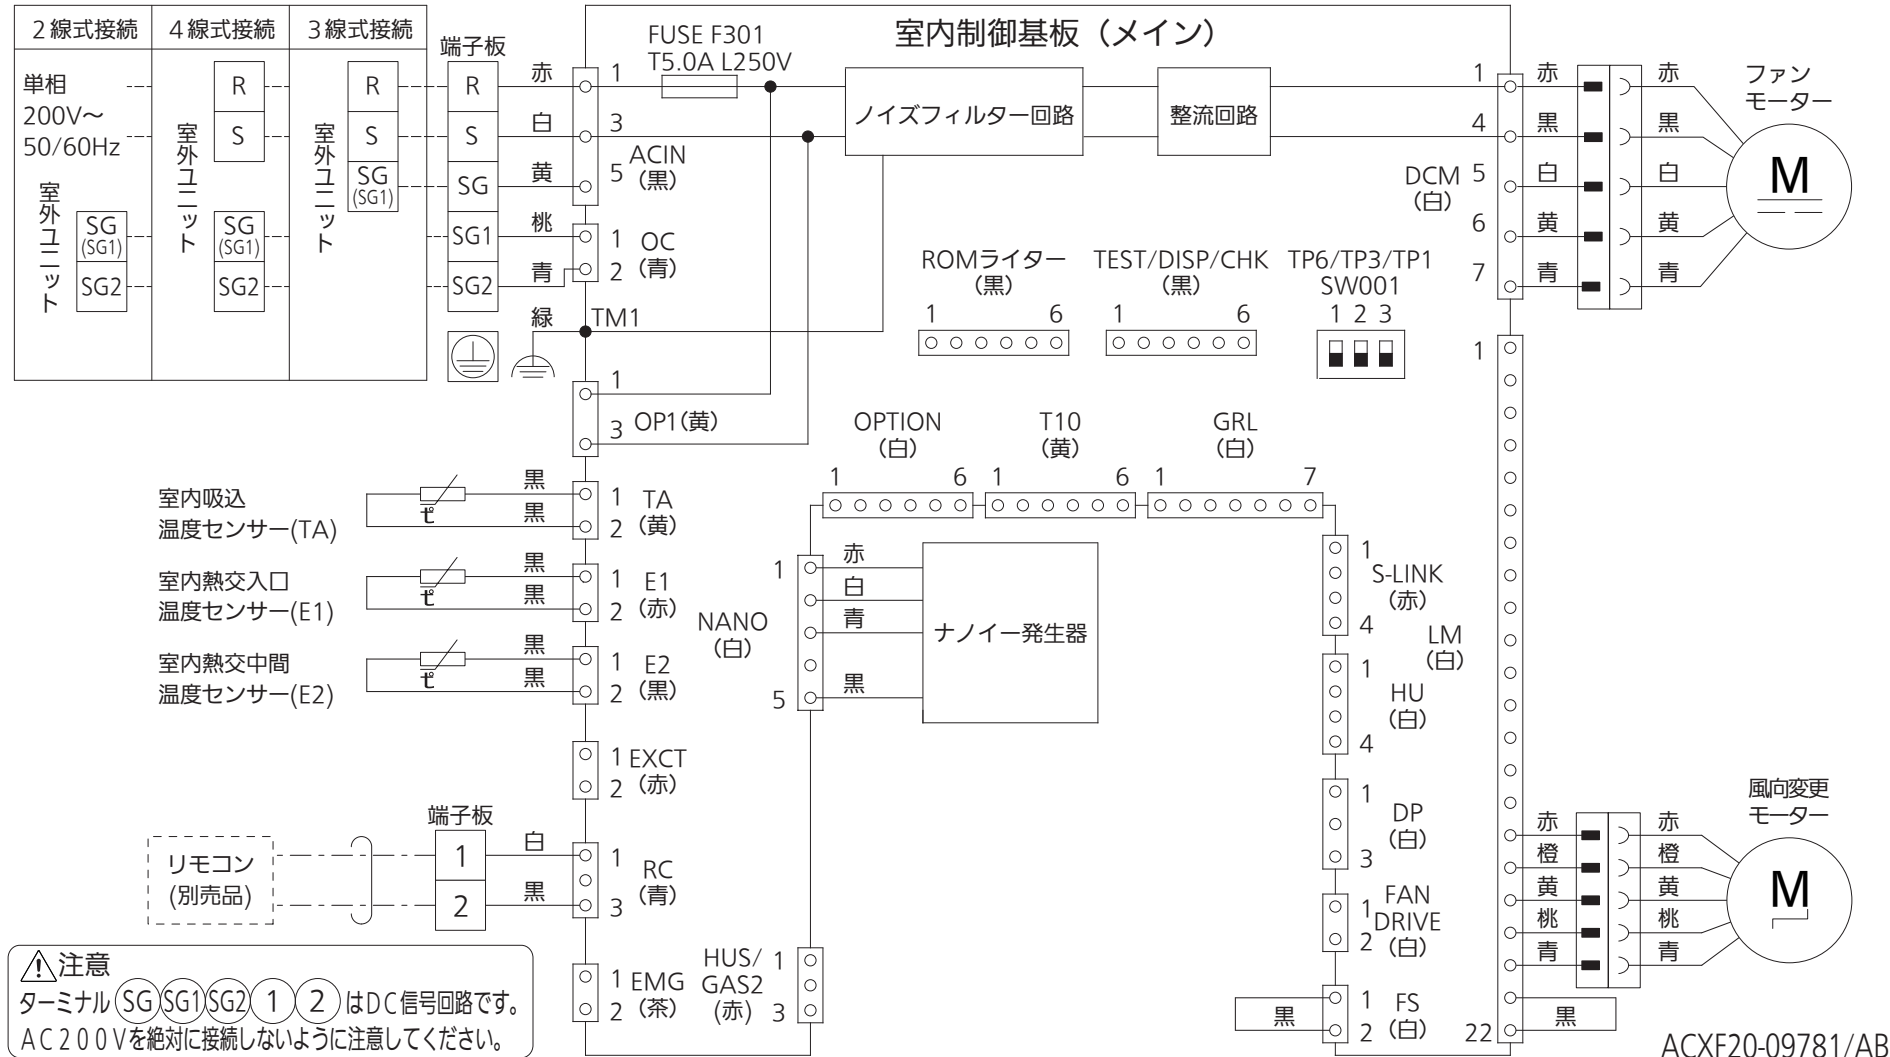 ２線式接続
４線式接続
３線式接続
端子板
単相
200V～
50/60Hz
室外ユニット
SG
(SG1)
SG2
室外ユニット
R
S
SG
(SG1)
SG2
室外ユニット
R
S
SG
(SG1)
R
S
SG
SG1
SG2
赤
白
黄
桃
青
緑
室内制御基板（メイン）
1
3
5
ACIN
（黒）
1
2
OC
（青）
TM1
FUSE F301
T5.0A L250V
ノイズフィルター回路
整流回路
1
4
5
6
7
DCM
（白）
赤
黒
白
黄
青
赤
黒
白
黄
青
ファン
モーター
M
ROMライター
（黒）
1 6
TEST/DISP/CHK
（黒）
1 6
TP6/TP3/TP1
SW001
1 2 3
1
3
OP1(黄)
OPTION
（白）
1 6
T10
（黄）
1 6
GRL
（白）
1 7
室内吸込
温度センサー(TA)
t°
黒
黒
1
2
TA
（黄）
室内熱交入口
温度センサー(E1)
t°
黒
黒
1
2
E1
（赤）
室内熱交中間
温度センサー(E2)
t°
黒
黒
1
2
E2
（黒）
1
2
EXCT
（赤）
NANO
（白）
1
5
赤
白
青
黒
ナノイー発生器
1
4
S-LINK
（赤）
1
4
HU
（白）
1
3
DP
（白）
1
2
FAN
DRIVE
（白）
黒
1
2
FS
（白）
1
22
LM
（白）
赤
橙
黄
桃
青
黒
赤
橙
黄
桃
青
風向変更
モーター
M
リモコン
(別売品)
端子板
1
2
白
黒
1
3
RC
（青）
1
2
EMG
（茶）
HUS/
GAS2
（赤）
1
3
注意
ターミナル SG SG1 SG2 1 2 はＤＣ信号回路です。
ＡＣ２００Ｖを絶対に接続しないように注意してください。
ACXF20-09781/AB